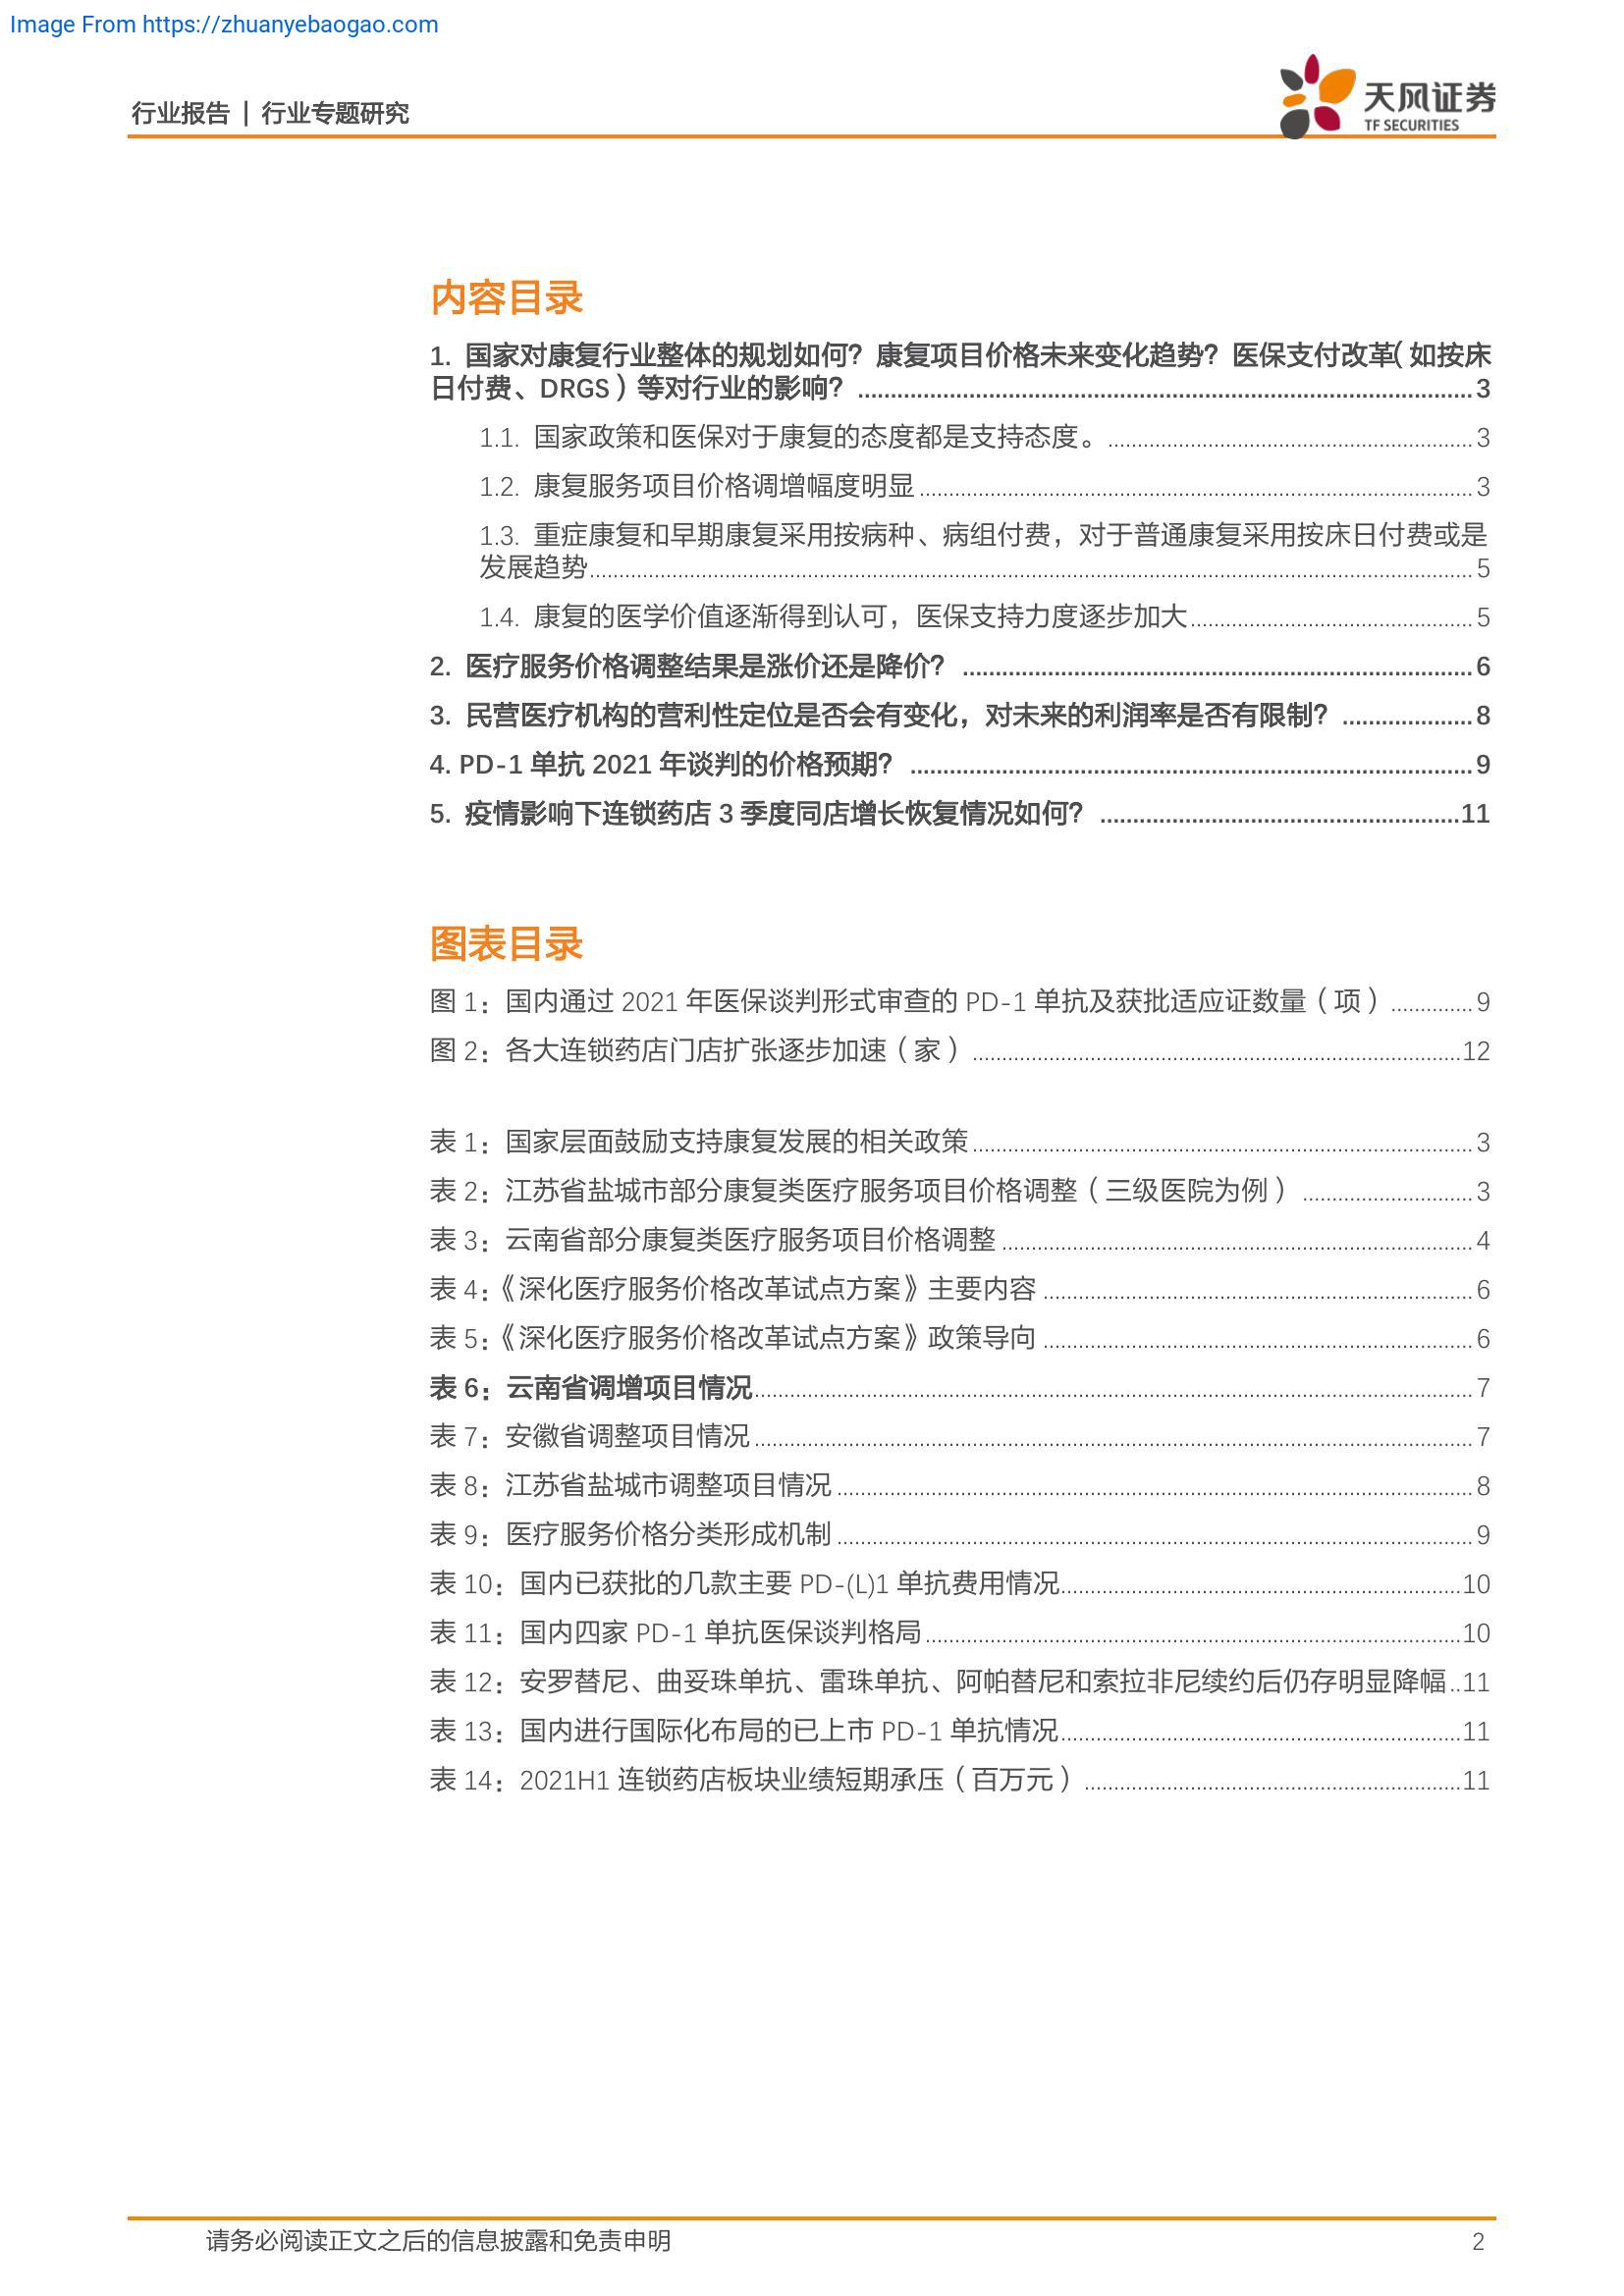 Image From https://zhuanyebaogao.com
行业报告 | 行业专题研究
天风证券
TF SECURITIES
内容目录
1. 国家对康复行业整体的规划如何？康复项目价格未来变化趋势？医保支付改革（如按床
日付费、DRGS）等对行业的影响？ 3
1.1. 国家政策和医保对于康复的态度都是支持态度。 3
1.2. 康复服务项目价格调增幅度明显 3
1.3. 重症康复和早期康复采用按病种、病组付费，对于普通康复采用按床日付费或是
发展趋势 5
1.4. 康复的医学价值逐渐得到认可，医保支持力度逐步加大 5
2. 医疗服务价格调整结果是涨价还是降价？ 6
3. 民营医疗机构的营利性定位是否会有变化，对未来的利润率是否有限制？ 8
4. PD-1 单抗 2021 年谈判的价格预期？ 9
5. 疫情影响下连锁药店 3 季度同店增长恢复情况如何？ 11
图表目录
图 1：国内通过 2021 年医保谈判形式审查的 PD-1 单抗及获批适应证数量（项） 9
图 2：各大连锁药店门店扩张逐步加速（家） 12
表 1：国家层面鼓励支持康复发展的相关政策 3
表 2：江苏省盐城市部分康复类医疗服务项目价格调整（三级医院为例） 3
表 3：云南省部分康复类医疗服务项目价格调整 4
表 4：《深化医疗服务价格改革试点方案》主要内容 6
表 5：《深化医疗服务价格改革试点方案》政策导向 6
表 6：云南省调增项目情况 7
表 7：安徽省调整项目情况 7
表 8：江苏省盐城市调整项目情况 8
表 9：医疗服务价格分类形成机制 9
表 10：国内已获批的几款主要 PD-(L)1 单抗费用情况 10
表 11：国内四家 PD-1 单抗医保谈判格局 10
表 12：安罗替尼、曲妥珠单抗、雷珠单抗、阿帕替尼和索拉非尼续约后仍存明显降幅 11
表 13：国内进行国际化布局的已上市 PD-1 单抗情况 11
表 14：2021H1 连锁药店板块业绩短期承压（百万元） 11
请务必阅读正文之后的信息披露和免责申明 2